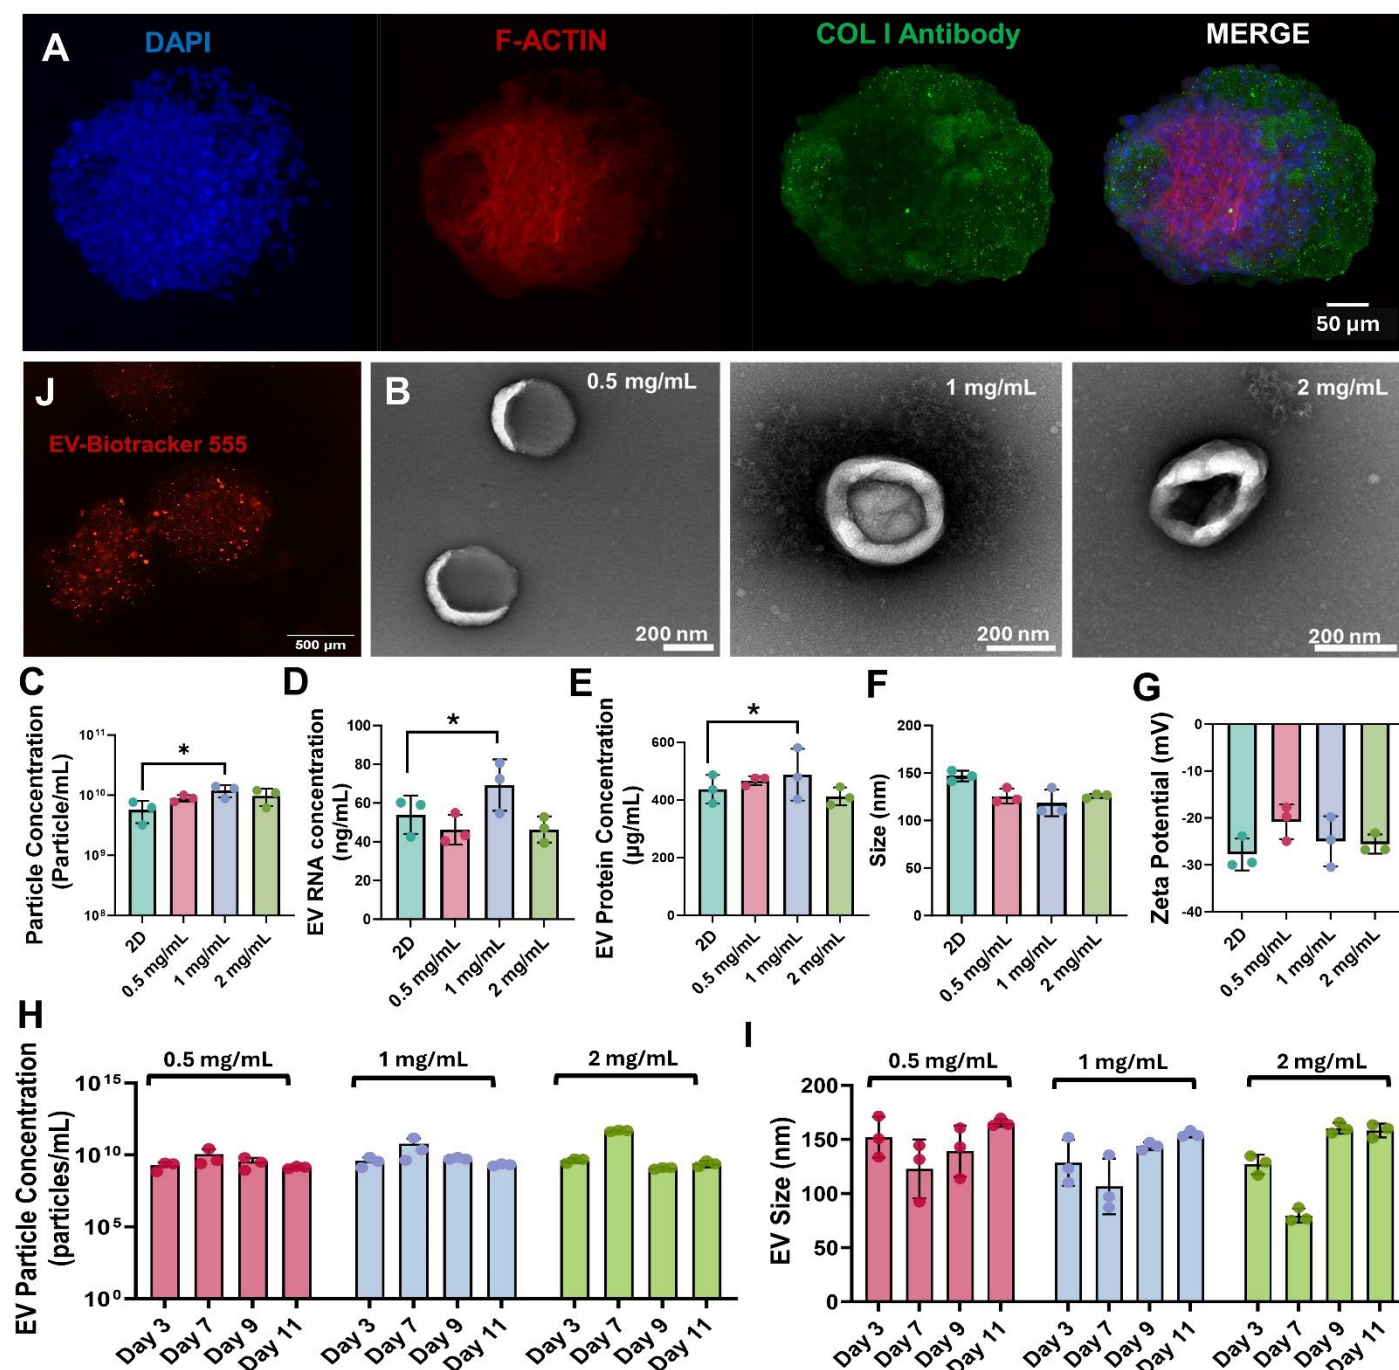 A
DAPI
F-ACTIN
COL I Antibody
MERGE
50 µm
J
EV-Biotracker 555
500 µm
B
0.5 mg/mL
200 nm
1 mg/mL
200 nm
2 mg/mL
200 nm
C
Particle Concentration
(Particle/mL)
10¹¹
10¹⁰
10⁹
10⁸
*
2D
0.5 mg/mL
1 mg/mL
2 mg/mL
D
EV RNA concentration
(ng/mL)
100
80
60
40
20
0
*
2D
0.5 mg/mL
1 mg/mL
2 mg/mL
E
EV Protein Concentration
(µg/mL)
600
400
200
0
*
2D
0.5 mg/mL
1 mg/mL
2 mg/mL
F
Size
(nm)
200
150
100
50
0
2D
0.5 mg/mL
1 mg/mL
2 mg/mL
G
Zeta Potential (mV)
0
-10
-20
-30
-40
2D
0.5 mg/mL
1 mg/mL
2 mg/mL
H
EV Particle Concentration
(particles/mL)
10¹⁵
10¹⁰
10⁵
10⁰
0.5 mg/mL
1 mg/mL
2 mg/mL
Day 3
Day 7
Day 9
Day 11
Day 3
Day 7
Day 9
Day 11
Day 3
Day 7
Day 9
Day 11
I
EV Size (nm)
200
150
100
50
0
0.5 mg/mL
1 mg/mL
2 mg/mL
Day 3
Day 7
Day 9
Day 11
Day 3
Day 7
Day 9
Day 11
Day 3
Day 7
Day 9
Day 11